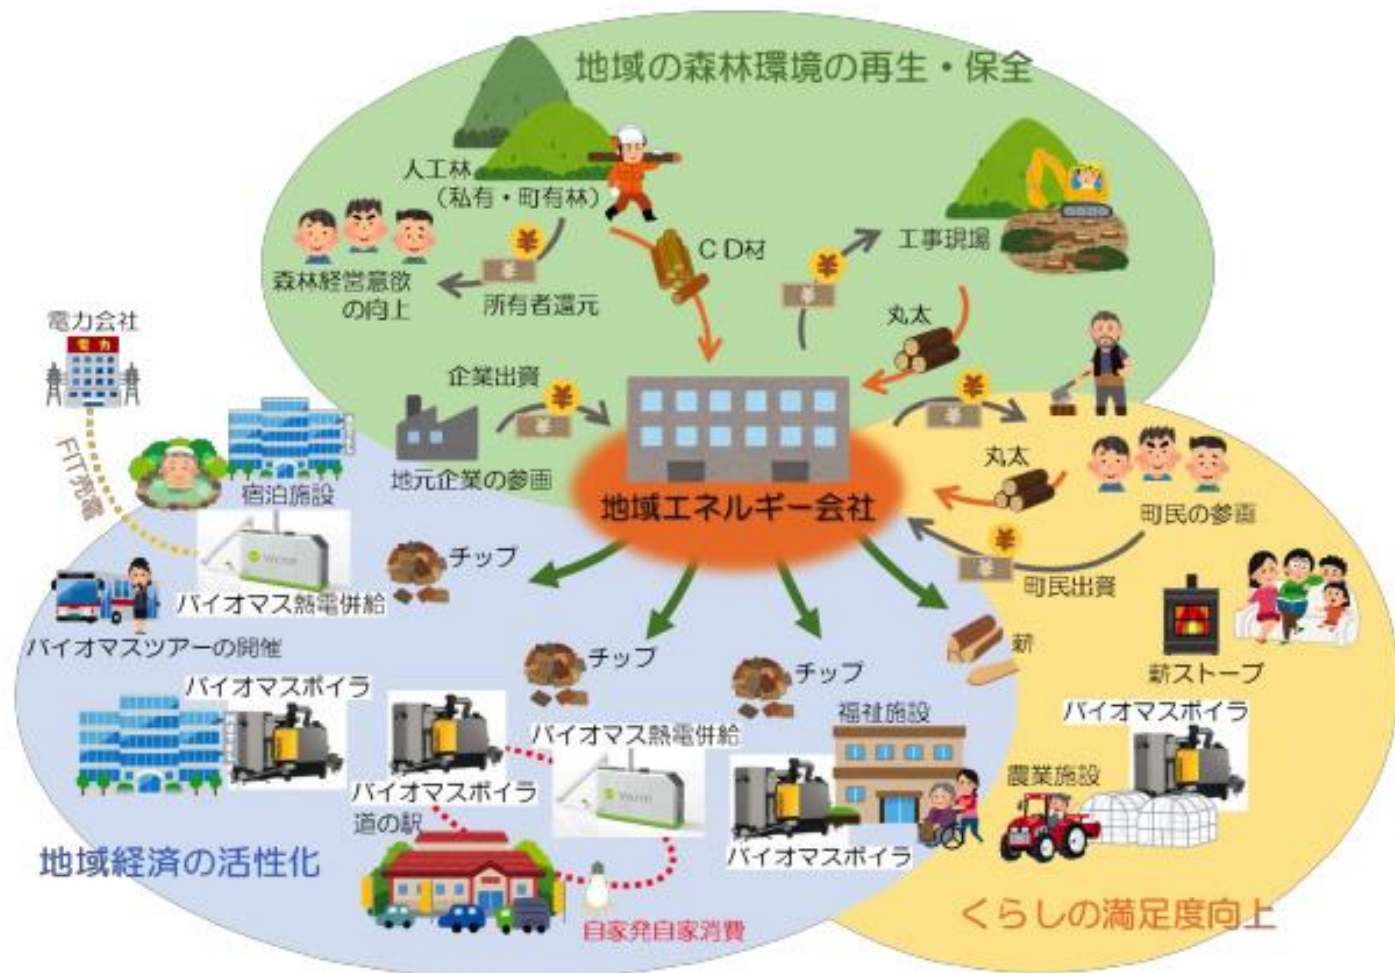 地域の森林環境の再生・保全
人工林
（私有・町有林）
森林経営意欲
の向上
所有者還元
ＣＤ材
工事現場
丸太
電力会社
電力
FIT売電
企業出資
地元企業の参画
地域エネルギー会社
丸太
町民の参画
町民出資
宿泊施設
バイオマス熱電併給
チップ
バイオマスツアーの開催
チップ
チップ
薪
薪ストーブ
バイオマスボイラ
バイオマスボイラ
道の駅
バイオマス熱電併給
福祉施設
バイオマスボイラ
バイオマスボイラ
農業施設
地域経済の活性化
自家発自家消費
くらしの満足度向上